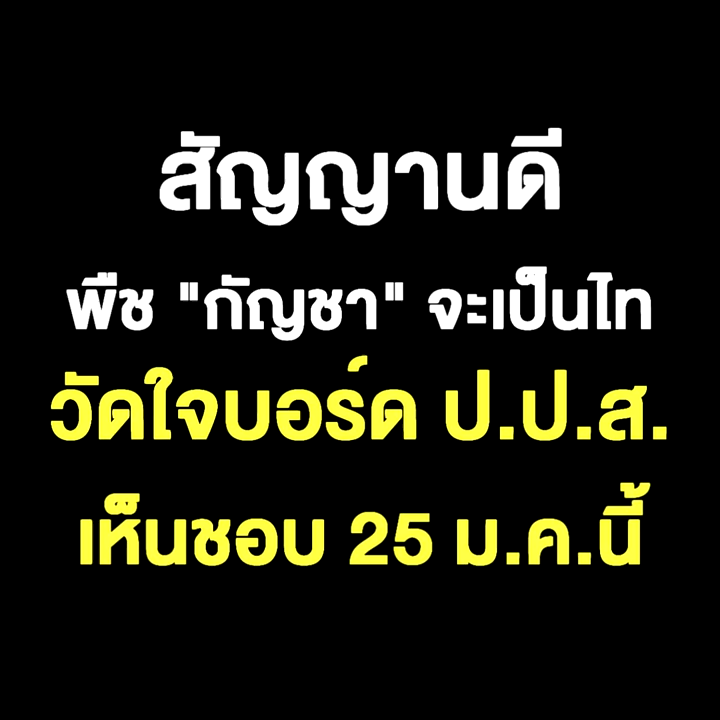 สัญญานดี
พืช "กัญชา" จะเป็นไท
วัดใจบอร์ด ป.ป.ส.
เห็นชอบ 25 ม.ค.นี้